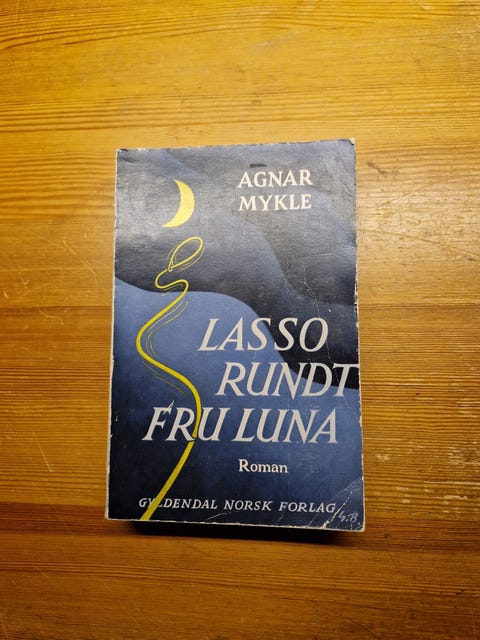 AGNAR
MYKLE
LASSO
RUNDT
FRU LUNA
Roman
GYLDENDAL NORSK FORLAG